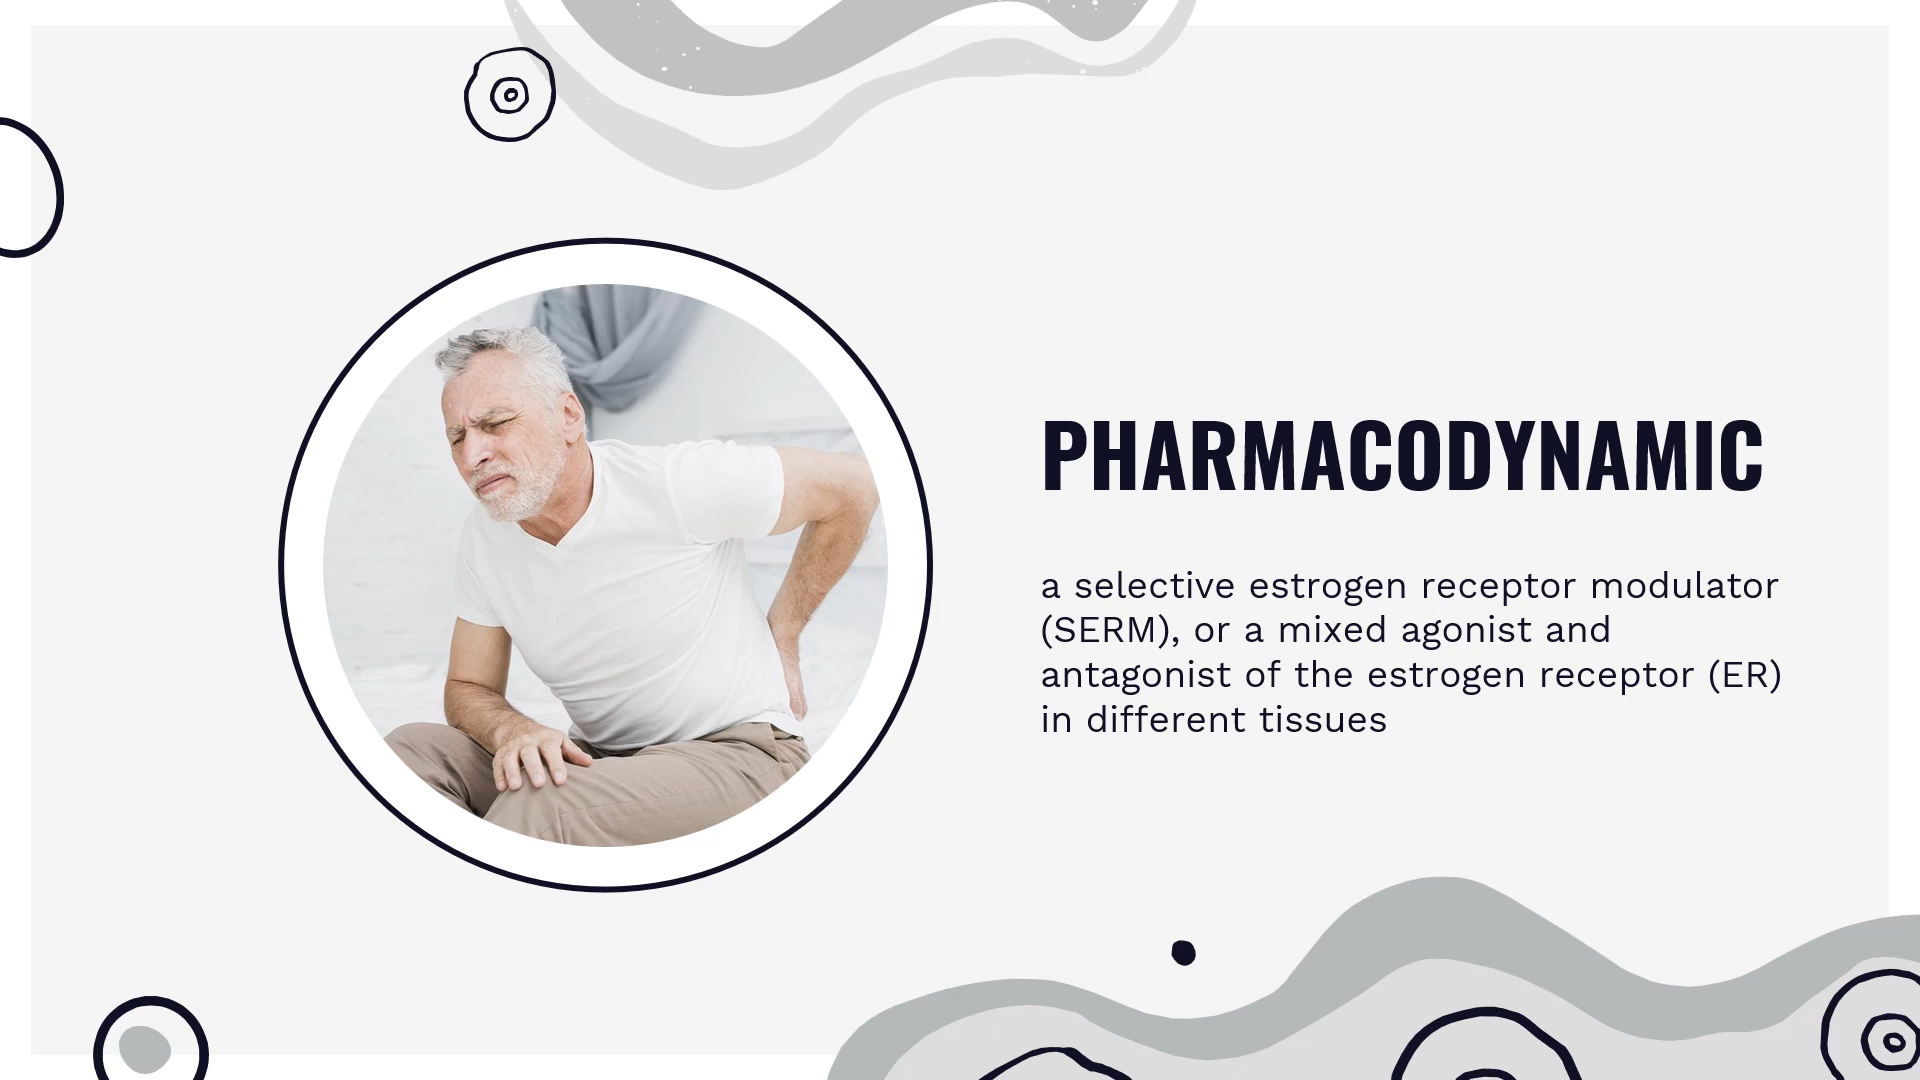 PHARMACODYNAMIC
a selective estrogen receptor modulator
(SERM), or a mixed agonist and
antagonist of the estrogen receptor (ER)
in different tissues